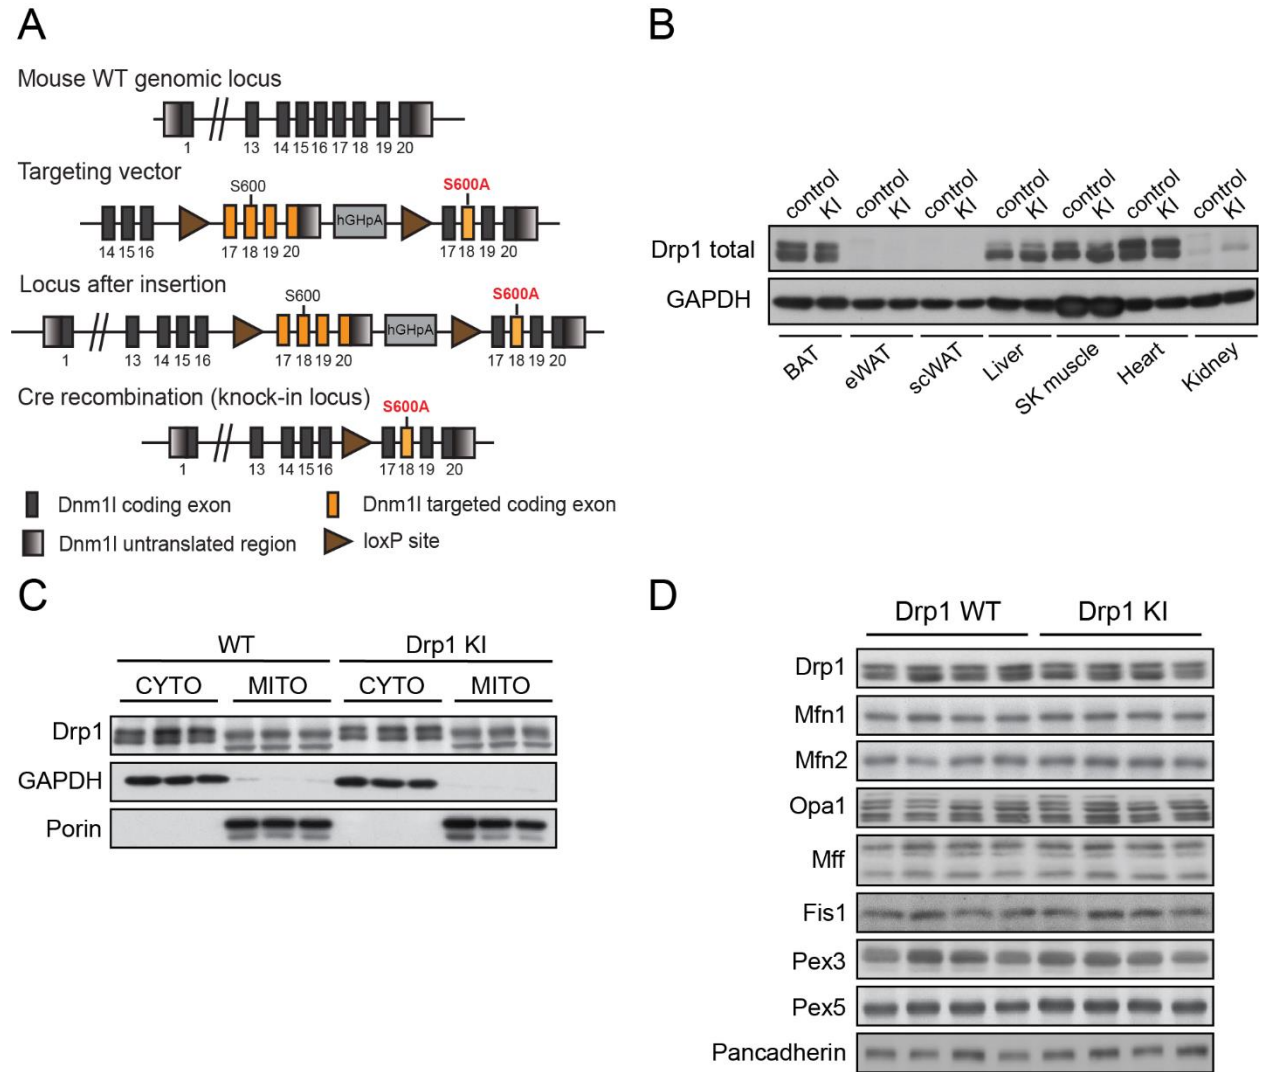 A
Mouse WT genomic locus
1 13 14 15 16 17 18 19 20
Targeting vector
S600 S600A
hGHpA
14 15 16 17 18 19 20 17 18 19 20
Locus after insertion
S600 S600A
hGHpA
1 13 14 15 16 17 18 19 20 17 18 19 20
Cre recombination (knock-in locus)
S600A
1 13 14 15 16 17 18 19 20
Dnm1l coding exon
Dnm1l targeted coding exon
Dnm1l untranslated region
loxP site
B
control KI control KI control KI control KI control KI control KI control KI
Drp1 total
GAPDH
BAT eWAT scWAT Liver SK muscle Heart Kidney
C
WT Drp1 KI
CYTO MITO CYTO MITO
Drp1
GAPDH
Porin
D
Drp1 WT Drp1 KI
Drp1
Mfn1
Mfn2
Opa1
Mff
Fis1
Pex3
Pex5
Pancadherin